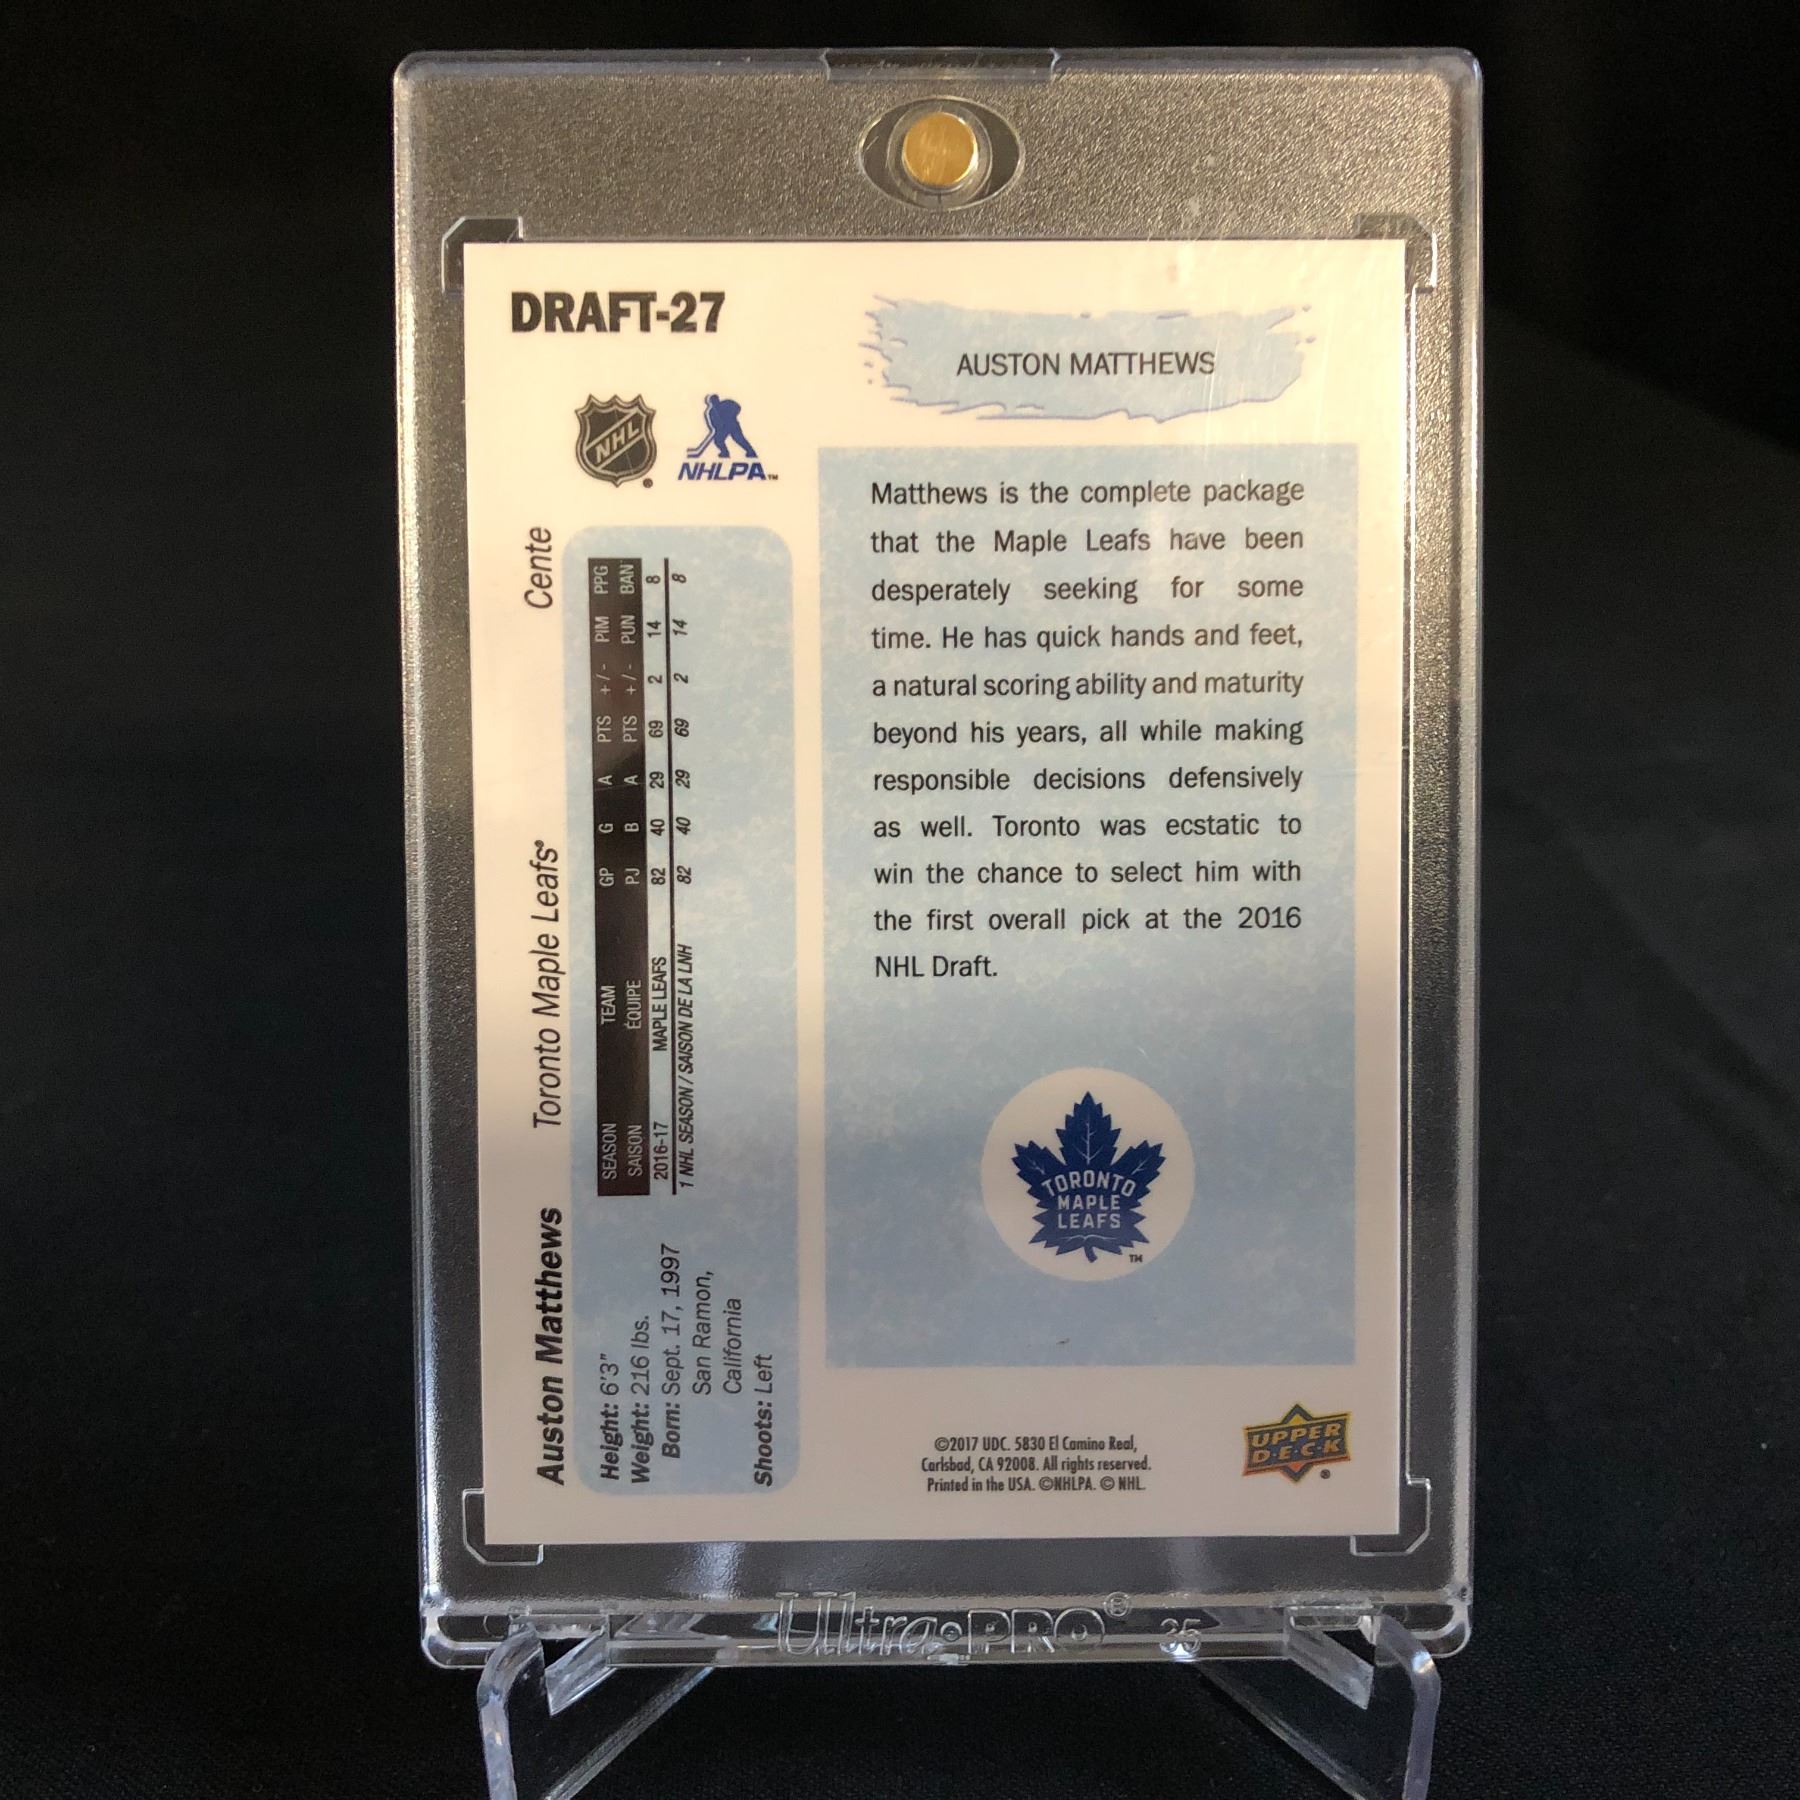 DRAFT-27
AUSTON MATTHEWS
NHL
®
NHLPA™
Matthews is the complete package
that the Maple Leafs have been
desperately seeking for some
time. He has quick hands and feet,
a natural scoring ability and maturity
beyond his years, all while making
responsible decisions defensively
as well. Toronto was ecstatic to
win the chance to select him with
the first overall pick at the 2016
NHL Draft.
TORONTO
MAPLE
LEAFS
™
Auston Matthews Toronto Maple Leafs® Cente
SEASON TEAM GP G A PTS +/- PIM PPG
SAISON ÉQUIPE PJ B A PTS +/- PUN BAN
2016-17 MAPLE LEAFS 82 40 29 69 2 14 8
1 NHL SEASON / SAISON DE LA LNH 82 40 29 69 2 14 8
Height: 6'3"
Weight: 216 lbs.
Born: Sept. 17, 1997
San Ramon,
California
Shoots: Left
©2017 UDC. 5830 El Camino Real,
Carlsbad, CA 92008. All rights reserved.
Printed in the USA. ©NHLPA. © NHL.
UPPER
D·E·C·K
®
Ultra·PRO® 35